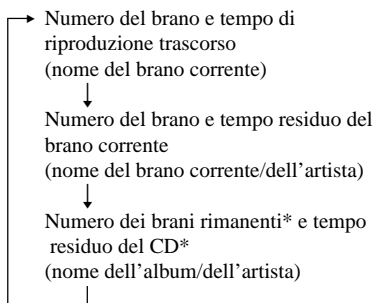 Numero del brano e tempo di
riproduzione trascorso
(nome del brano corrente)
Numero del brano e tempo residuo del
brano corrente
(nome del brano corrente/dell'artista)
Numero dei brani rimanenti* e tempo
residuo del CD*
(nome dell'album/dell'artista)